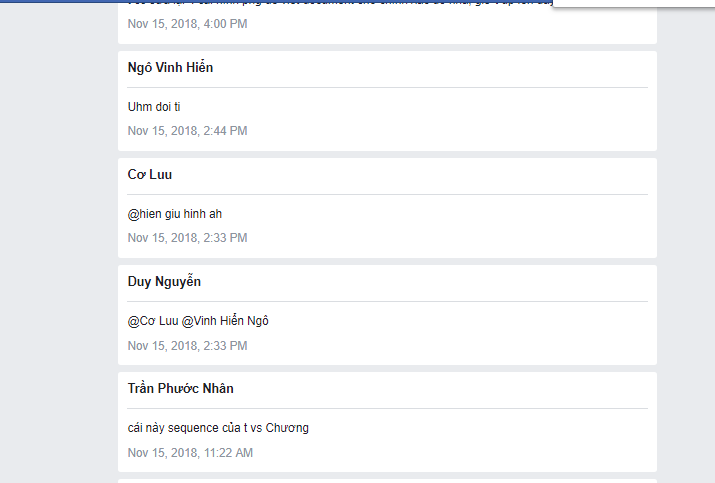 Nov 15, 2018, 4:00 PM
Ngô Vinh Hiển
Uhm doi ti
Nov 15, 2018, 2:44 PM
Cơ Luu
@hien giu hinh ah
Nov 15, 2018, 2:33 PM
Duy Nguyễn
@Cơ Luu @Vinh Hiển Ngô
Nov 15, 2018, 2:33 PM
Trần Phước Nhân
cái này sequence của t vs Chương
Nov 15, 2018, 11:22 AM